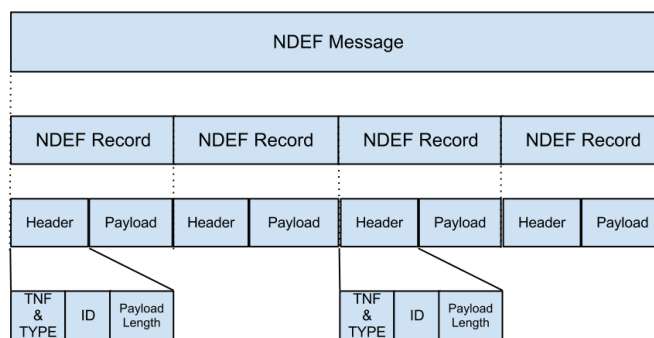 NDEF Message
NDEF Record NDEF Record NDEF Record NDEF Record
Header Payload Header Payload Header Payload Header Payload
TNF
&
TYPE
ID
Payload
Length
TNF
&
TYPE
ID
Payload
Length